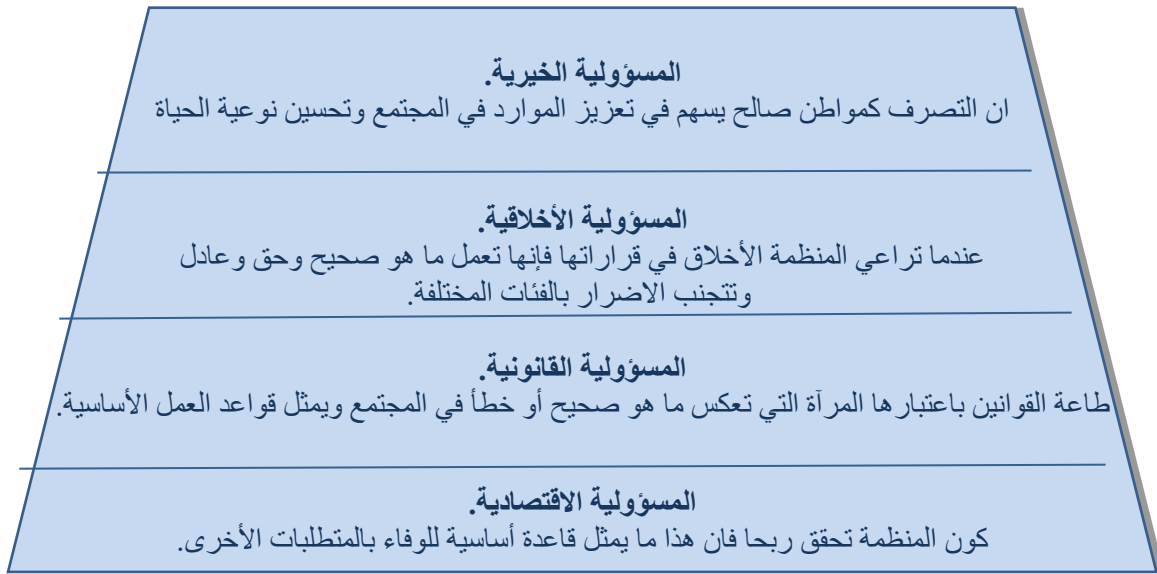 المسؤولية الخيرية.
ان التصرف كمواطن صالح يسهم في تعزيز الموارد في المجتمع وتحسين نوعية الحياة
المسؤولية الأخلاقية.
عندما تراعي المنظمة الأخلاق في قراراتها فإنها تعمل ما هو صحيح وحق وعادل
وتتجنب الاضرار بالفئات المختلفة.
المسؤولية القانونية.
طاعة القوانين باعتبارها المرآة التي تعكس ما هو صحيح أو خطأ في المجتمع ويمثل قواعد العمل الأساسية.
المسؤولية الاقتصادية.
كون المنظمة تحقق ربحا فان هذا ما يمثل قاعدة أساسية للوفاء بالمتطلبات الأخرى.